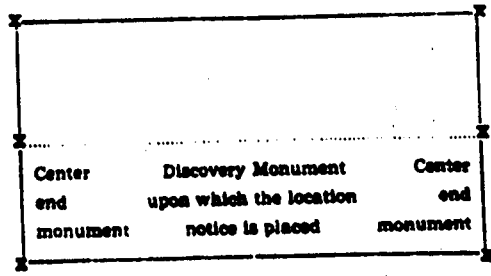 Center Discovery Monument Center
end upon which the location end
monument notice is placed monument